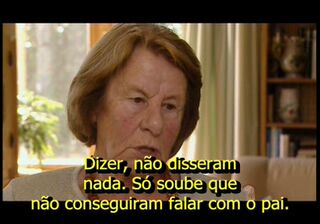 Dizer, não disseram
nada. Só soube que
não conseguiram falar com o pai.